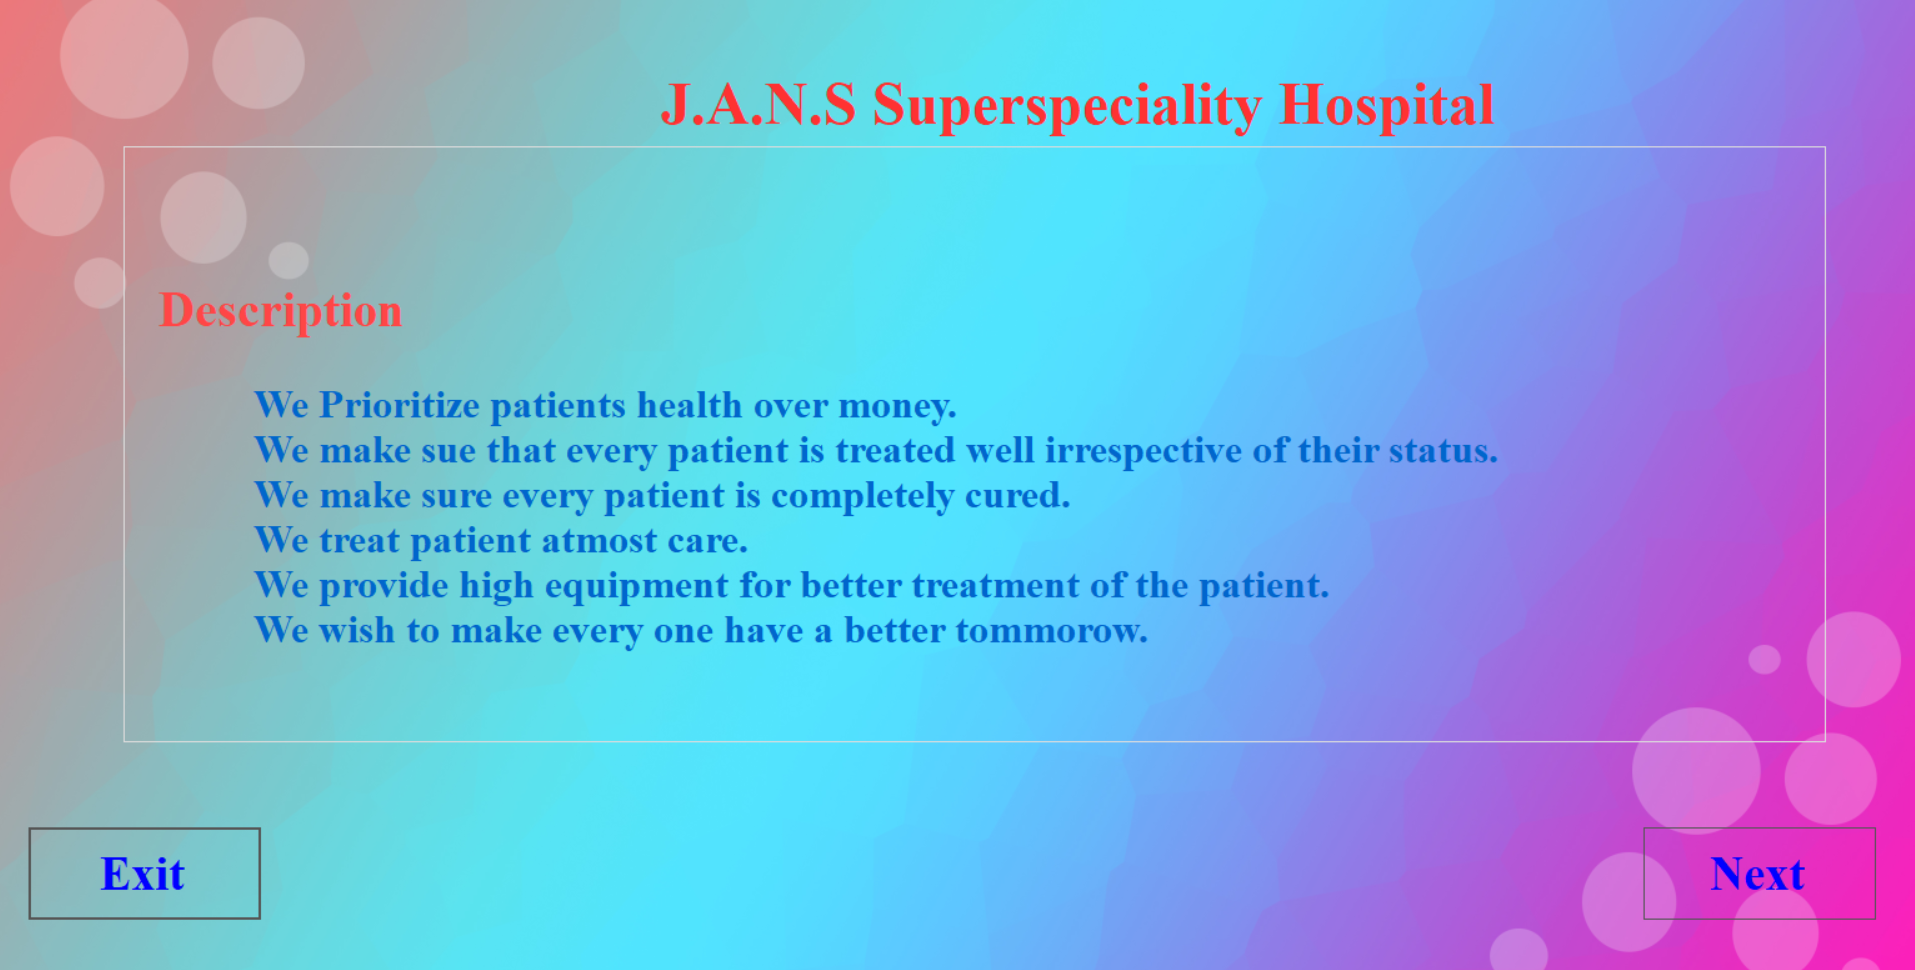 J.A.N.S Superspeciality Hospital
Description
We Prioritize patients health over money.
We make sue that every patient is treated well irrespective of their status.
We make sure every patient is completely cured.
We treat patient atmost care.
We provide high equipment for better treatment of the patient.
We wish to make every one have a better tommorow.
Exit
Next